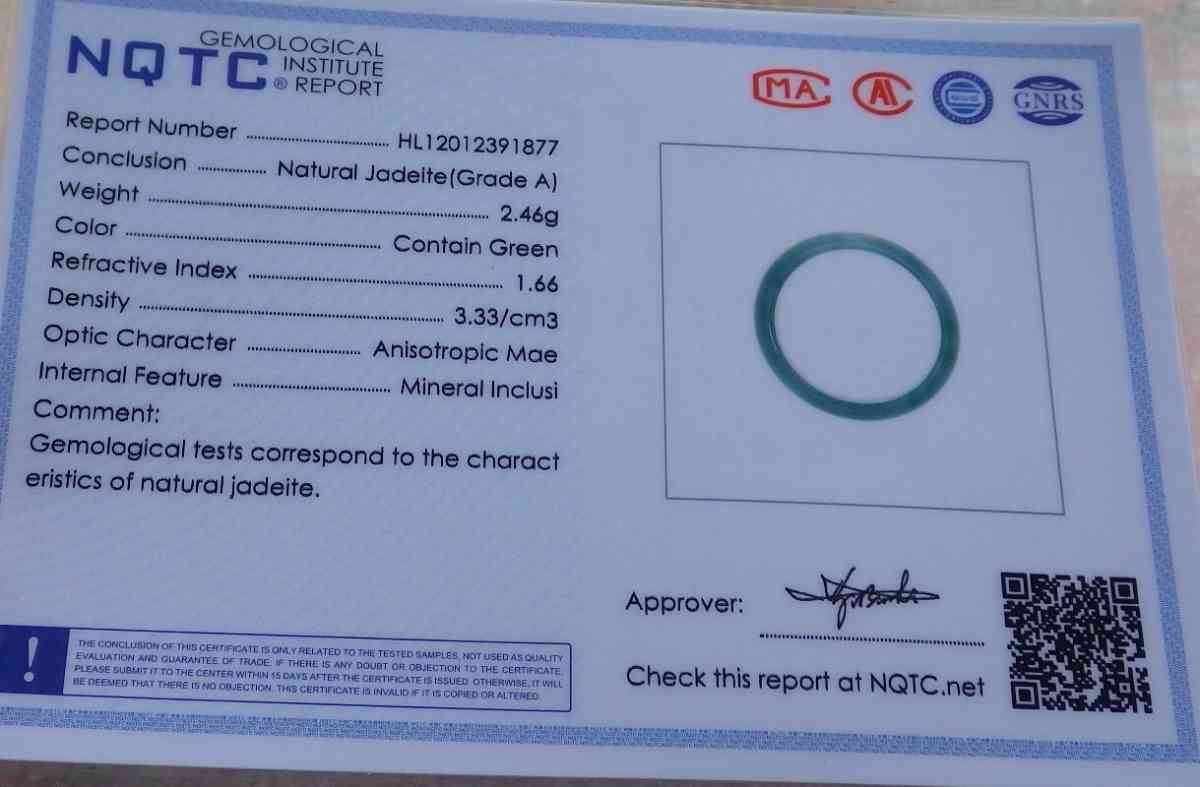 NQTC® GEMOLOGICAL INSTITUTE REPORT
MA
AL
GNRS
Report Number HL12012391877
Conclusion Natural Jadeite(Grade A)
Weight 2.46g
Color Contain Green
Refractive Index 1.66
Density 3.33/cm3
Optic Character Anisotropic Mae
Internal Feature Mineral Inclusi
Comment:
Gemological tests correspond to the charact
eristics of natural jadeite.
Approver:
Check this report at NQTC.net
!
THE CONCLUSION OF THIS CERTIFICATE IS ONLY RELATED TO THE TESTED SAMPLES, NOT USED AS QUALITY
EVALUATION AND GUARANTEE OF TRADE. IF THERE IS ANY DOUBT OR OBJECTION TO THE CERTIFICATE,
PLEASE SUBMIT IT TO THE CENTER WITHIN 15 DAYS AFTER THE CERTIFICATE IS ISSUED. OTHERWISE, IT WILL
BE DEEMED THAT THERE IS NO OBJECTION. THIS CERTIFICATE IS INVALID IF IT IS COPIED OR ALTERED.